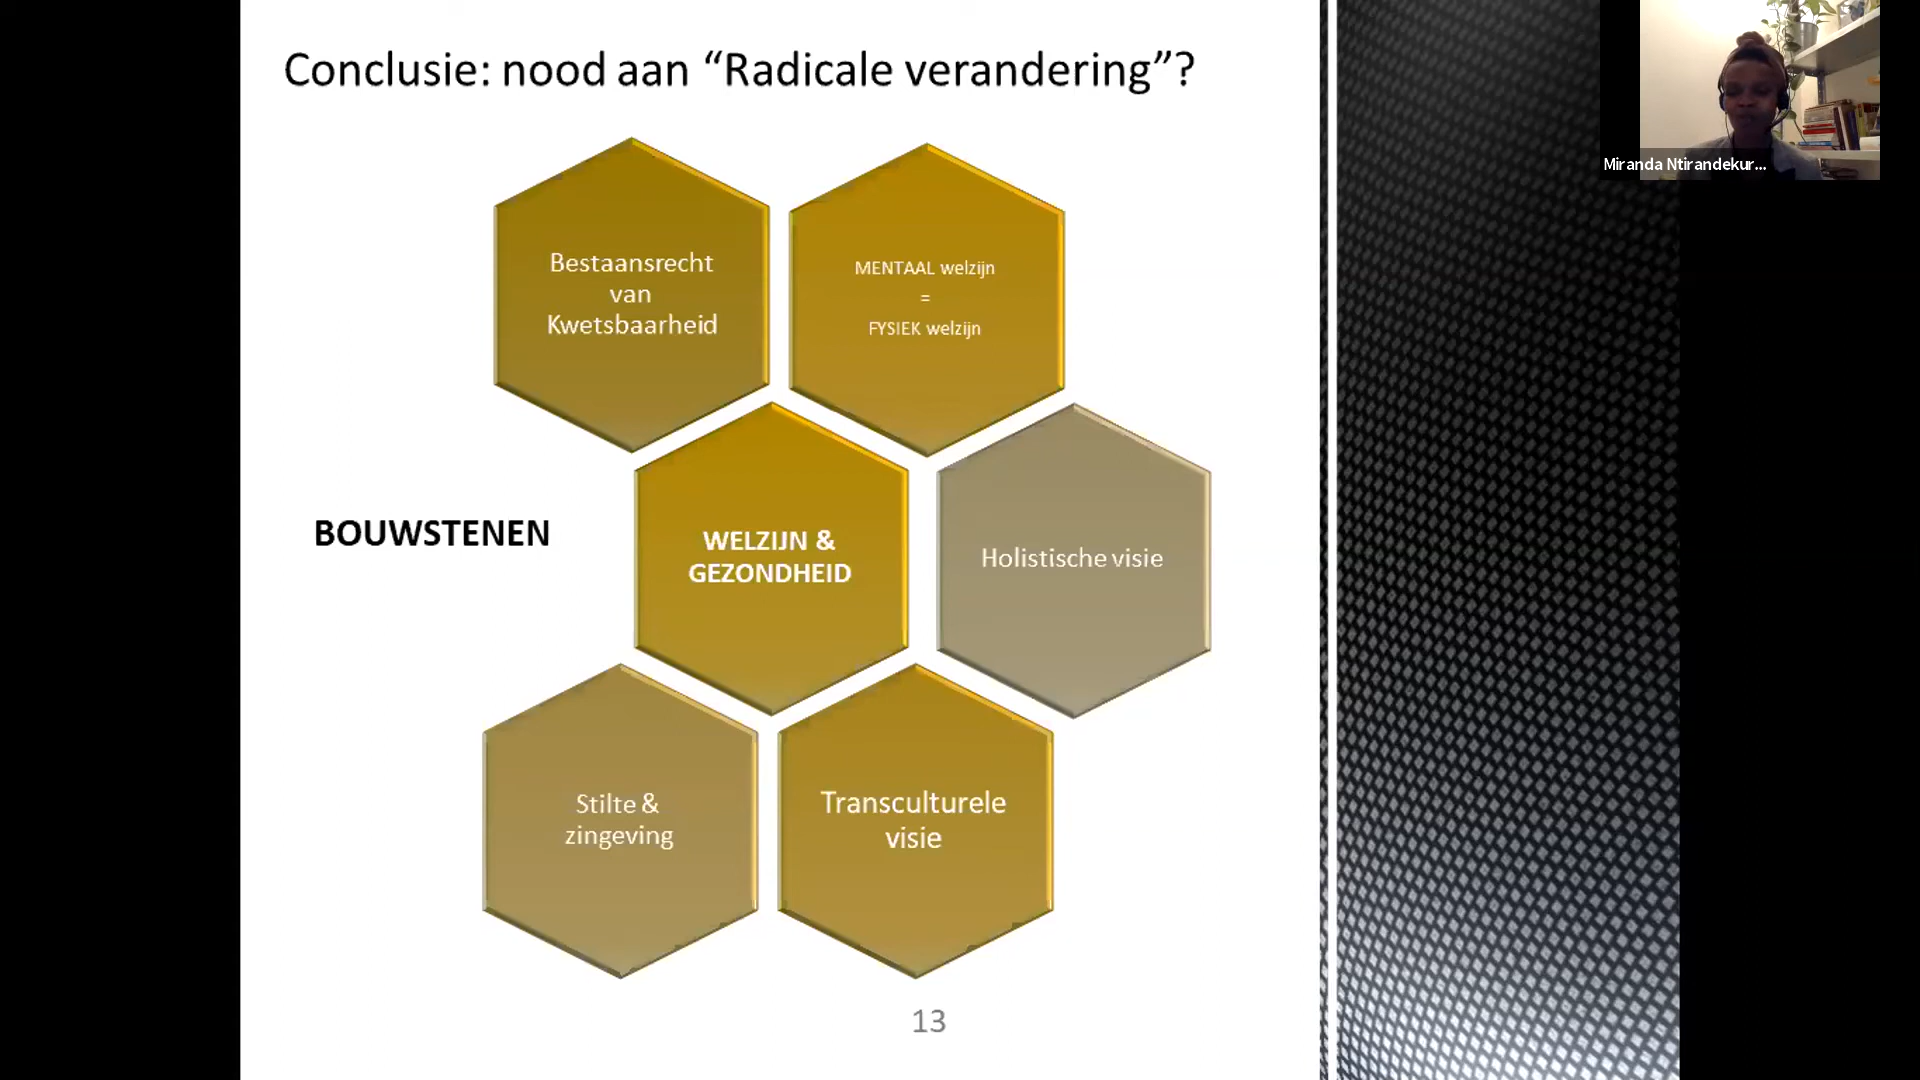 Conclusie: nood aan “Radicale verandering”?
Miranda Ntirandekur...
Bestaansrecht
van
Kwetsbaarheid
MENTAAL welzijn
=
FYSIEK welzijn
BOUWSTENEN
WELZIJN &
GEZONDHEID
Holistische visie
Stilte &
zingeving
Transculturele
visie
13